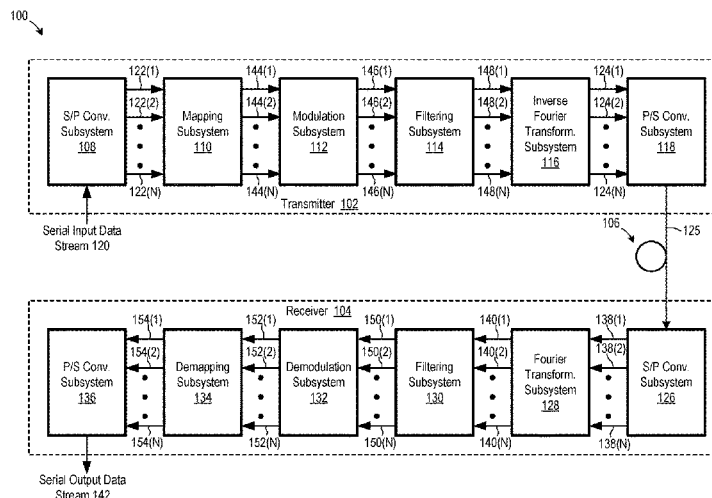 100
122(1)
144(1)
146(1)
148(1)
124(1)
122(2)
144(2)
146(2)
148(2)
124(2)
S/P Conv.
Subsystem
108
Mapping
Subsystem
110
Modulation
Subsystem
112
Filtering
Subsystem
114
Inverse
Fourier
Transform.
Subsystem
116
P/S Conv.
Subsystem
118
122(N)
144(N)
146(N)
148(N)
124(N)
Transmitter 102
Serial Input Data
Stream 120
106
125
Receiver 104
154(1)
152(1)
150(1)
140(1)
138(1)
154(2)
152(2)
150(2)
140(2)
138(2)
P/S Conv.
Subsystem
136
Demapping
Subsystem
134
Demodulation
Subsystem
132
Filtering
Subsystem
130
Fourier
Transform.
Subsystem
128
S/P Conv.
Subsystem
126
154(N)
152(N)
150(N)
140(N)
138(N)
Serial Output Data
Stream 142